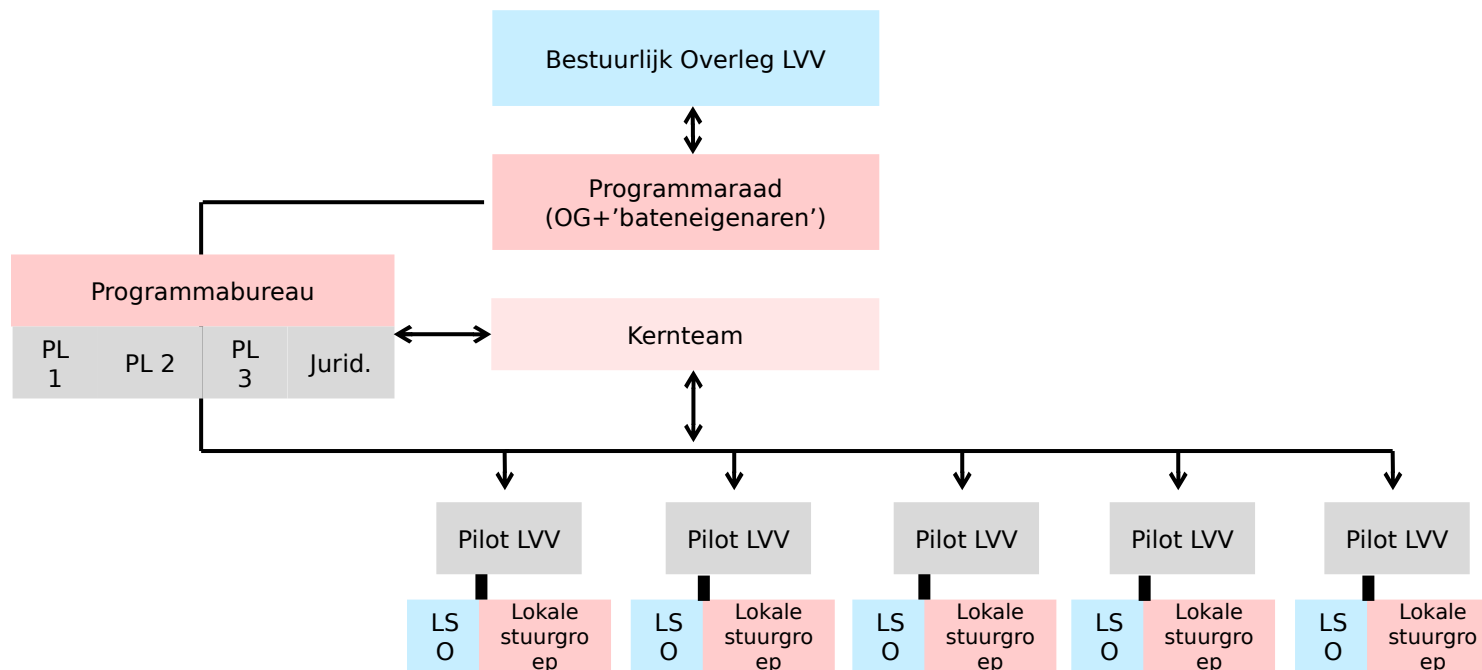 Bestuurlijk Overleg LVV
Programmaraad
(OG+’bateneigenaren’)
Programmabureau
PL
1
PL 2
PL
3
Jurid.
Kernteam
Pilot LVV
Pilot LVV
Pilot LVV
Pilot LVV
Pilot LVV
LS
O
Lokale
stuurgro
ep
LS
O
Lokale
stuurgro
ep
LS
O
Lokale
stuurgro
ep
LS
O
Lokale
stuurgro
ep
LS
O
Lokale
stuurgro
ep